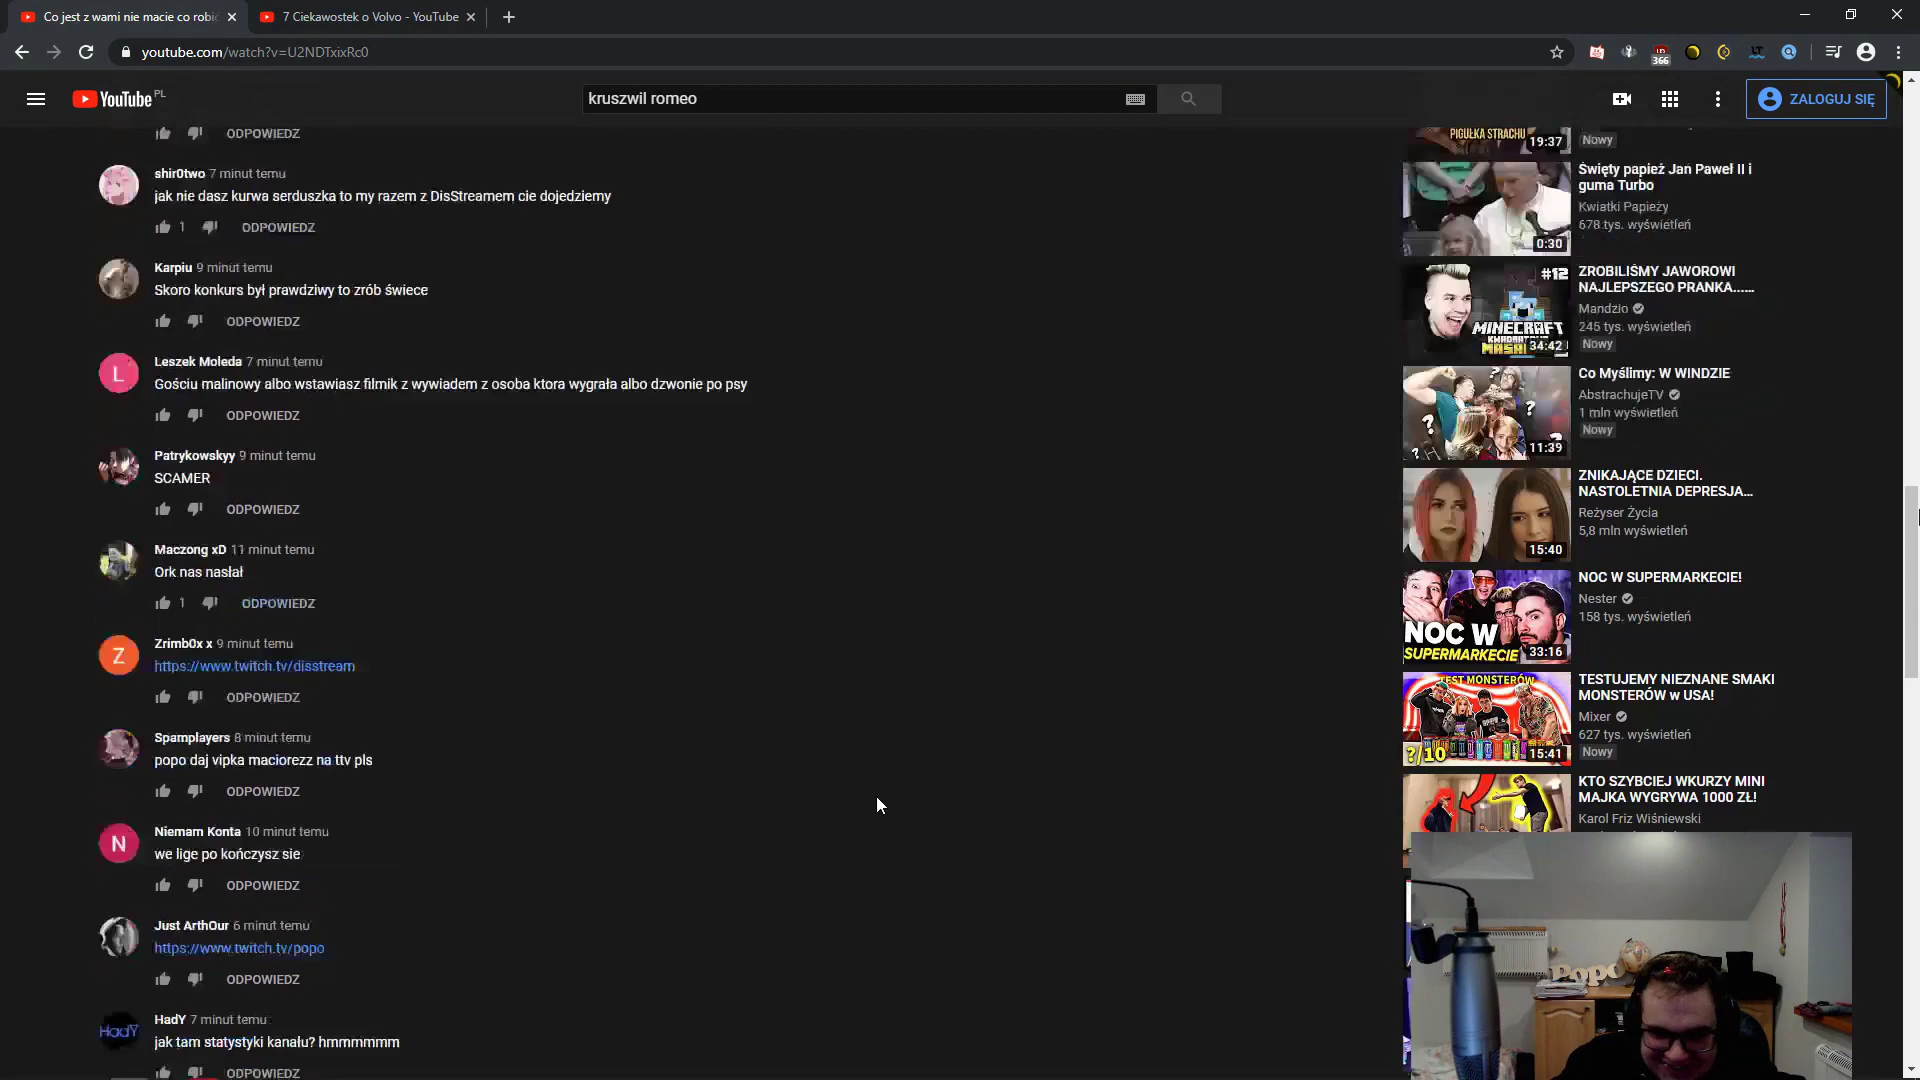 Co jest z wami nie macie co robić
7 Ciekawostek o Volvo - YouTube
youtube.com/watch?v=U2NDTxixRc0
366
YouTube PL
kruszwil romeo
ZALOGUJ SIĘ
ODPOWIEDZ
shir0two 7 minut temu
jak nie dasz kurwa serduszka to my razem z DisStreamem cie dojedziemy
1 ODPOWIEDZ
Karpiu 9 minut temu
Skoro konkurs był prawdziwy to zrób świece
ODPOWIEDZ
Leszek Moleda 7 minut temu
L
Gościu malinowy albo wstawiasz filmik z wywiadem z osoba ktora wygrała albo dzwonie po psy
ODPOWIEDZ
Patrykowskyy 9 minut temu
SCAMER
ODPOWIEDZ
Maczong xD 11 minut temu
Ork nas nasłał
1 ODPOWIEDZ
Zrimb0x x 9 minut temu
Z
https://www.twitch.tv/disstream
ODPOWIEDZ
Spamplayers 8 minut temu
popo daj vipka maciorezz na ttv pls
ODPOWIEDZ
Niemam Konta 10 minut temu
N
we lige po kończysz sie
ODPOWIEDZ
Just ArthOur 6 minut temu
https://www.twitch.tv/popo
ODPOWIEDZ
HadY 7 minut temu
HadY
jak tam statystyki kanału? hmmmmmm
ODPOWIEDZ
PIGUŁKA STRACHU
19:37
Nowy
Święty papież Jan Paweł II i
guma Turbo
Kwiatki Papieży
678 tys. wyświetleń
0:30
ZROBILIŚMY JAWOROWI
NAJLEPSZEGO PRANKA......
Mandzio
245 tys. wyświetleń
Nowy
#12
MINECRAFT
34:42
Co Myślimy: W WINDZIE
AbstrachujeTV
1 mln wyświetleń
Nowy
11:39
ZNIKAJĄCE DZIECI.
NASTOLETNIA DEPRESJA...
Reżyser Życia
5,8 mln wyświetleń
15:40
NOC W SUPERMARKECIE!
Nester
158 tys. wyświetleń
NOC W
SUPERMARKECIE
33:16
TESTUJEMY NIEZNANE SMAKI
MONSTERÓW w USA!
Mixer
627 tys. wyświetleń
Nowy
TEST MONSTERÓW
?/10
15:41
KTO SZYBCIEJ WKURZY MINI
MAJKA WYGRYWA 1000 ZŁ!
Karol Friz Wiśniewski
Popo